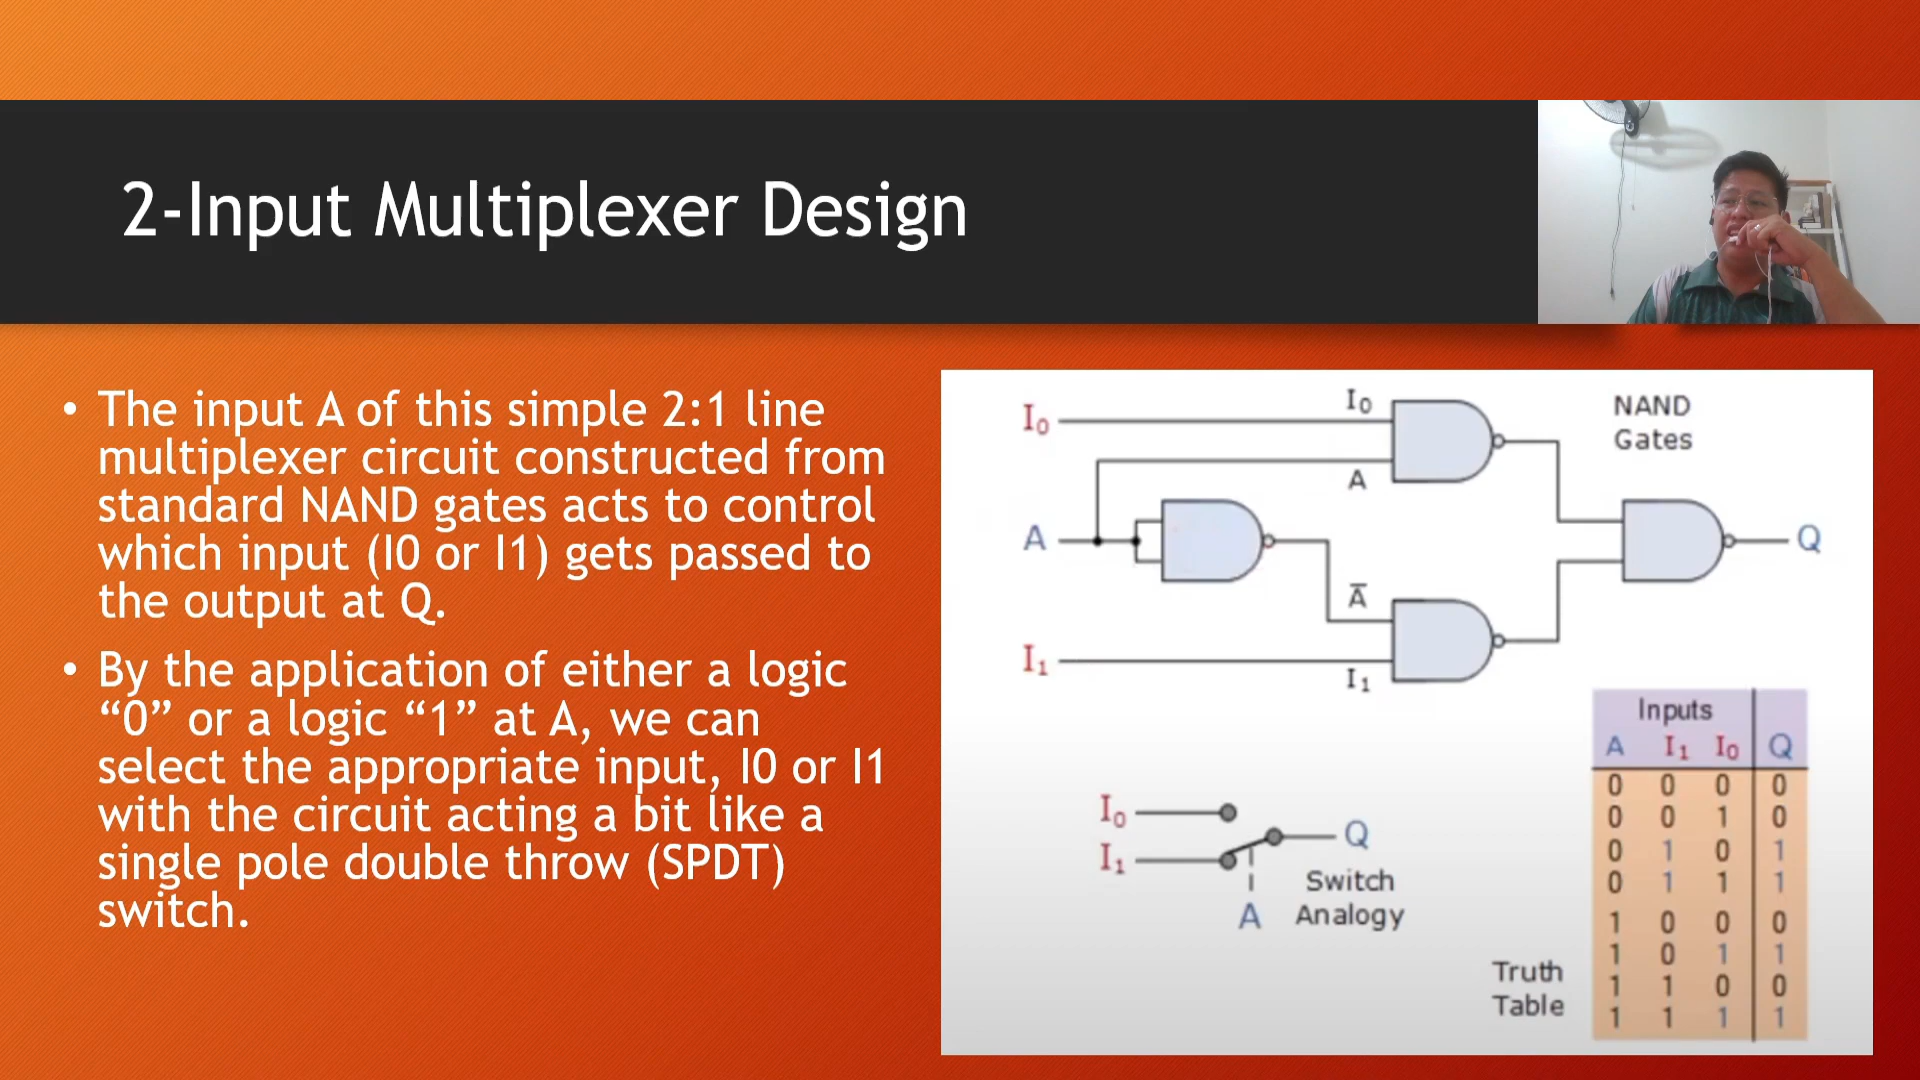 2-Input Multiplexer Design
• The input A of this simple 2:1 line
multiplexer circuit constructed from
standard NAND gates acts to control
which input (I0 or I1) gets passed to
the output at Q.
• By the application of either a logic
“0” or a logic “1” at A, we can
select the appropriate input, I0 or I1
with the circuit acting a bit like a
single pole double throw (SPDT)
switch.
I₀
I₀
NAND
Gates
A
A
Q
A̅
I₁
I₁
I₀
I₁
Q
A
Switch
Analogy
Truth
Table
Inputs
A I₁ I₀ Q
0 0 0 0
0 0 1 0
0 1 0 1
0 1 1 1
1 0 0 0
1 0 1 1
1 1 0 0
1 1 1 1